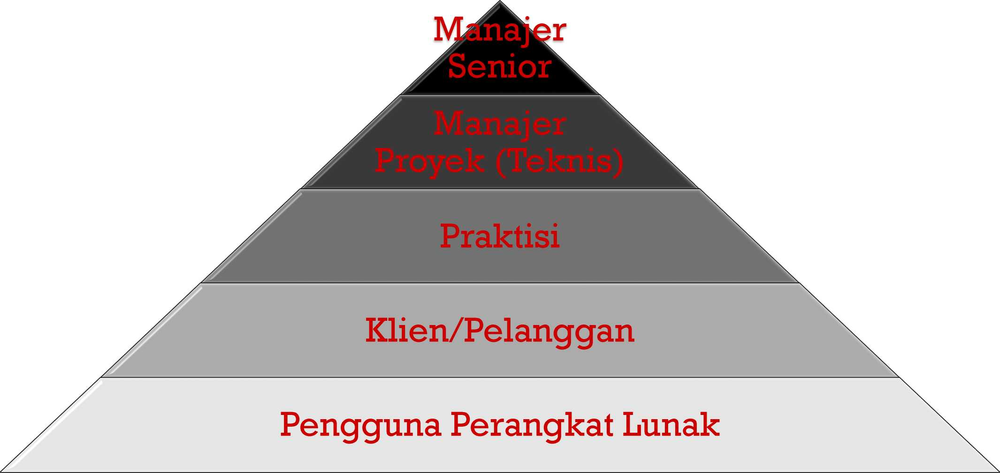 Manajer
Senior
Manajer
Proyek (Teknis)
Praktisi
Klien/Pelanggan
Pengguna Perangkat Lunak